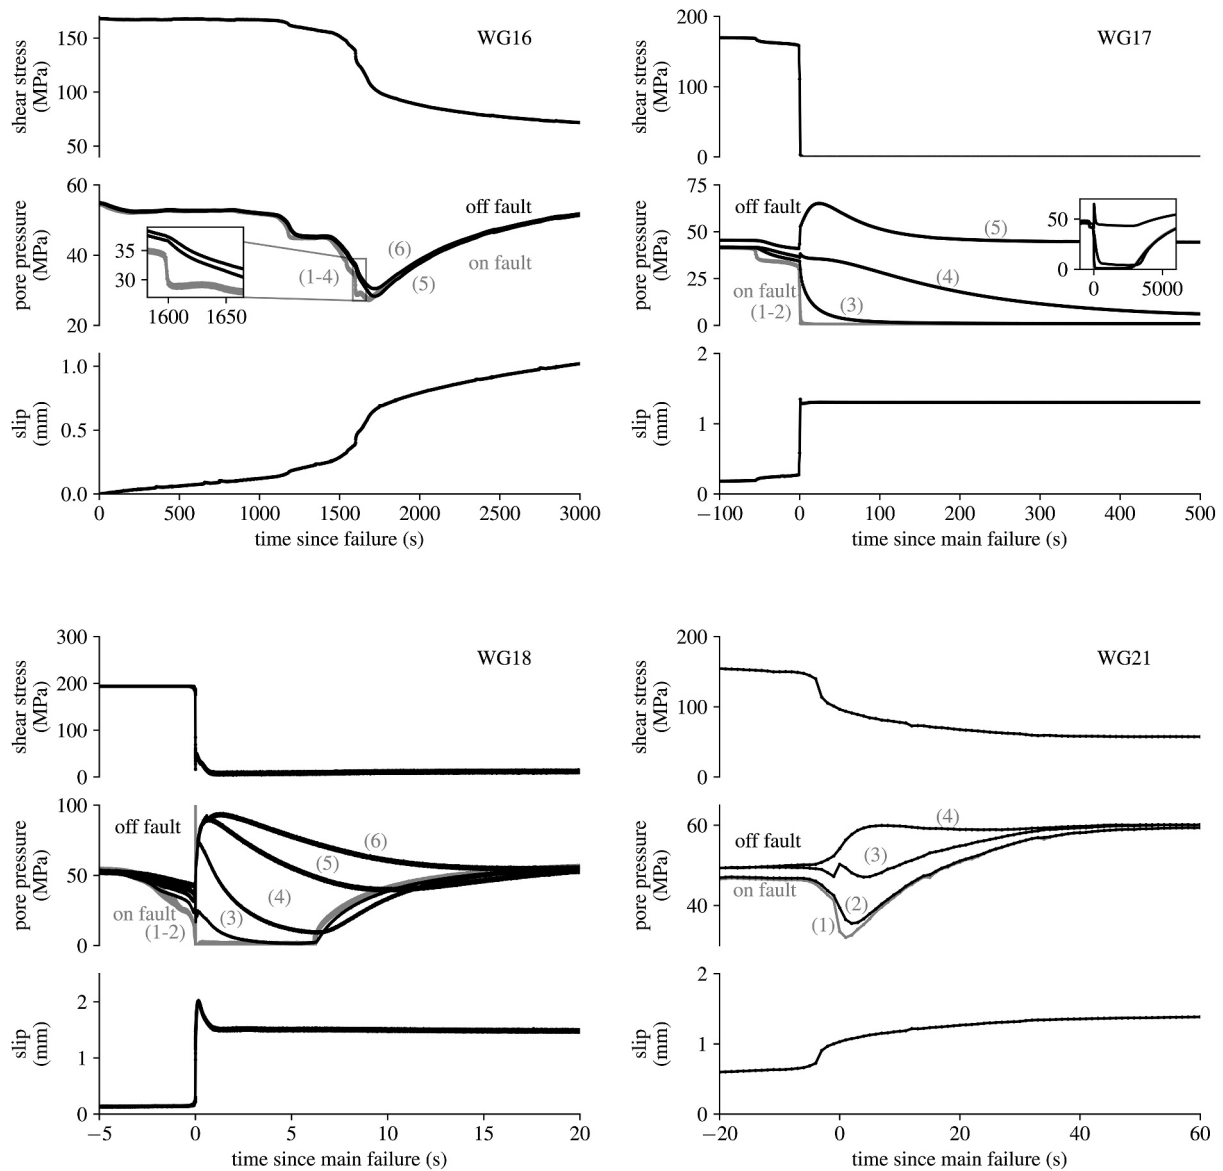 WG16
shear stress
(MPa)
150
100
50
pore pressure
(MPa)
60
40
20
off fault
on fault
(1-4)
(6)
(5)
35
30
1600
1650
slip
(mm)
1.0
0.5
0.0
0
500
1000
1500
2000
2500
3000
time since failure (s)
WG17
shear stress
(MPa)
200
100
0
pore pressure
(MPa)
75
50
25
0
off fault
on fault
(1-2)
(5)
(4)
(3)
50
0
0
5000
slip
(mm)
2
1
0
−100
0
100
200
300
400
500
time since main failure (s)
WG18
shear stress
(MPa)
300
200
100
0
pore pressure
(MPa)
100
50
0
off fault
on fault
(1-2)
(6)
(5)
(4)
(3)
slip
(mm)
2
1
0
−5
0
5
10
15
20
time since main failure (s)
WG21
shear stress
(MPa)
200
100
0
pore pressure
(MPa)
60
40
off fault
on fault
(4)
(3)
(2)
(1)
slip
(mm)
2
1
0
−20
0
20
40
60
time since main failure (s)